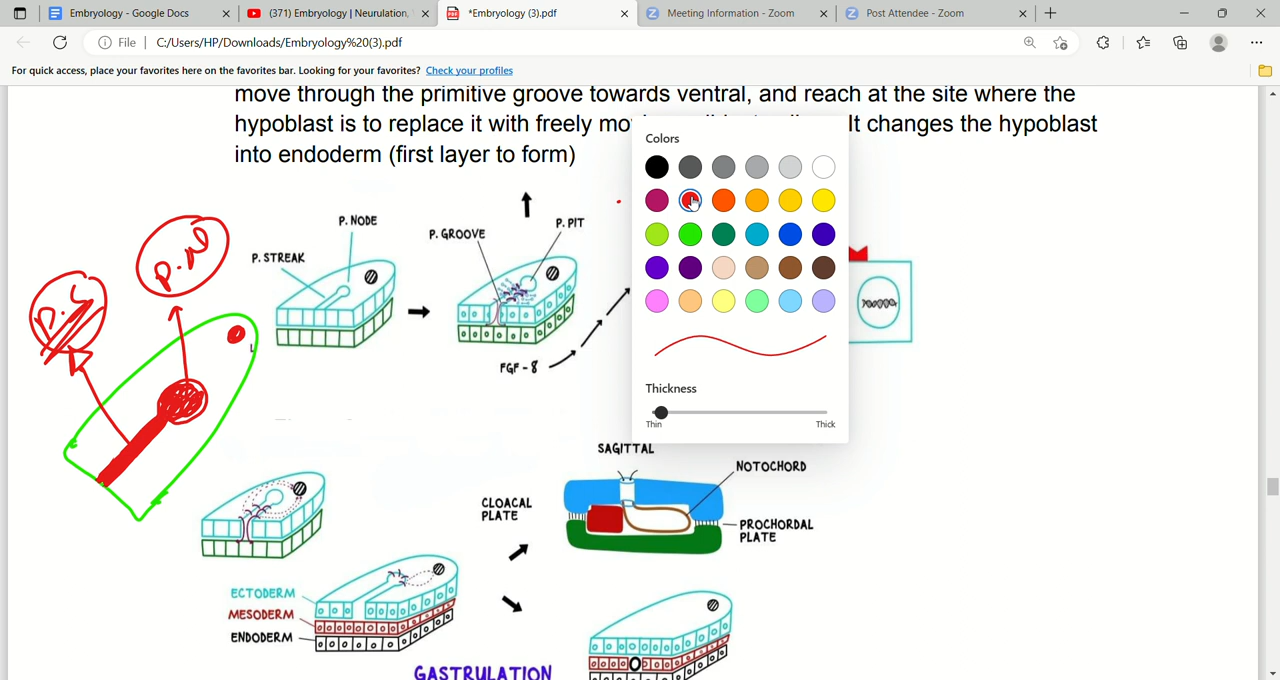 Embryology - Google Docs
(371) Embryology | Neurulation,
*Embryology (3).pdf
Meeting Information - Zoom
Post Attendee - Zoom
File
C:/Users/HP/Downloads/Embryology%20(3).pdf
For quick access, place your favorites here on the favorites bar. Looking for your favorites? Check your profiles
move through the primitive groove towards ventral, and reach at the site where the
hypoblast is to replace it with freely It changes the hypoblast
into endoderm (first layer to form)
Colors
Thickness
Thin Thick
P. NODE
P. STREAK
P. GROOVE
P. PIT
FGF-8
P.S
P.NO
SAGITTAL
NOTOCHORD
CLOACAL
PLATE
PROCHORDAL
PLATE
ECTODERM
MESODERM
ENDODERM
GASTRULATION